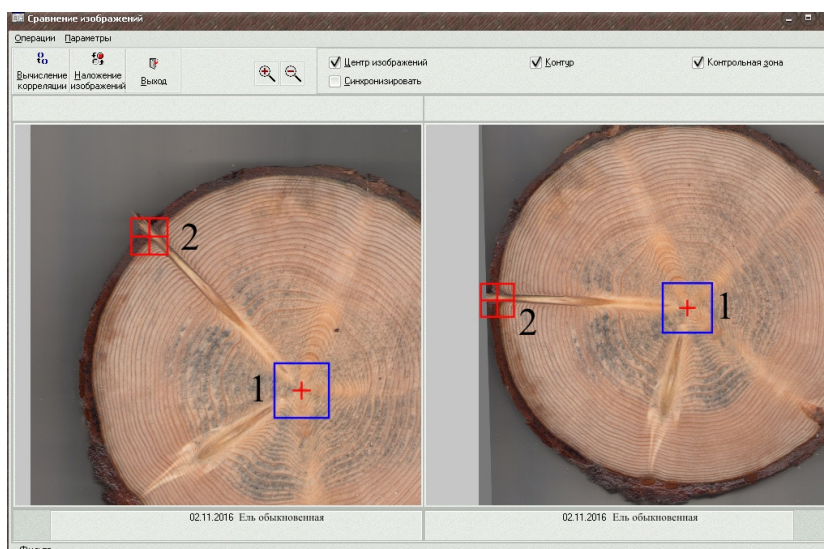 Сравнение изображений
Операции Параметры
Вычисление корреляции
Наложение изображений
Выход
Центр изображений
Контур
Контрольная зона
Синхронизировать
2
1
1
2
02.11.2016 Ель обыкновенная
02.11.2016 Ель обыкновенная